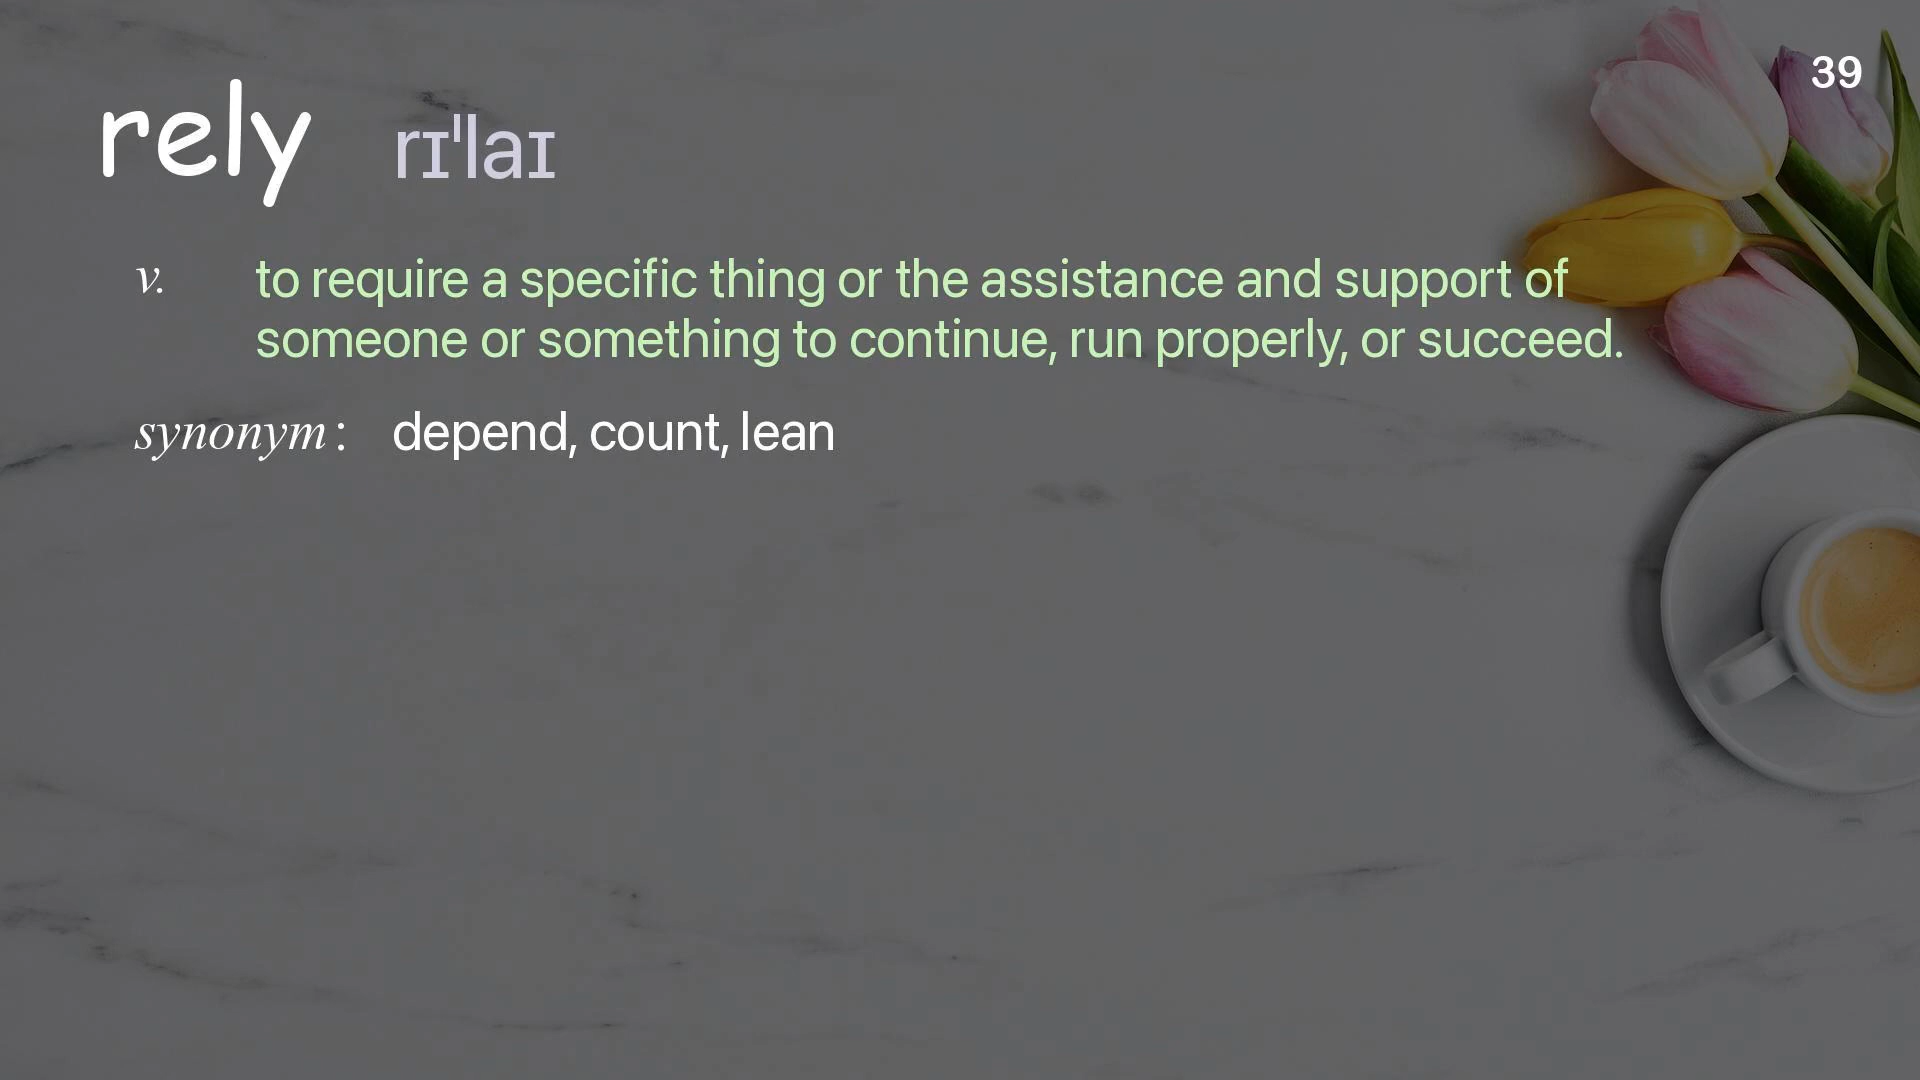 39
rely rɪˈlaɪ
v. to require a specific thing or the assistance and support of
someone or something to continue, run properly, or succeed.
synonym : depend, count, lean